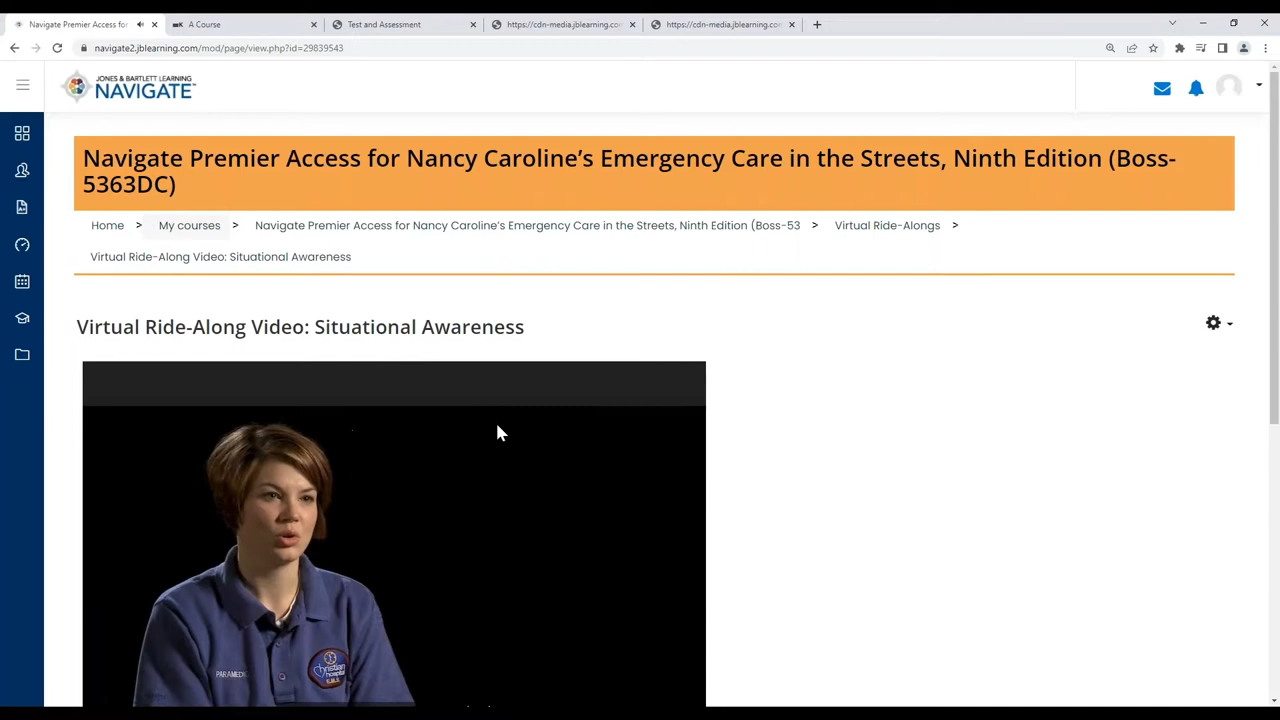 Navigate Premier Access for
A Course
Test and Assessment
https://cdn-media.jblearning.com
https://cdn-media.jblearning.com
navigate2.jblearning.com/mod/page/view.php?id=29839543
JONES & BARTLETT LEARNING
NAVIGATE™
Navigate Premier Access for Nancy Caroline’s Emergency Care in the Streets, Ninth Edition (Boss-
5363DC)
Home > My courses > Navigate Premier Access for Nancy Caroline’s Emergency Care in the Streets, Ninth Edition (Boss-53 > Virtual Ride-Alongs >
Virtual Ride-Along Video: Situational Awareness
Virtual Ride-Along Video: Situational Awareness
PARAMEDIC
Christian
hospital
E.M.S.